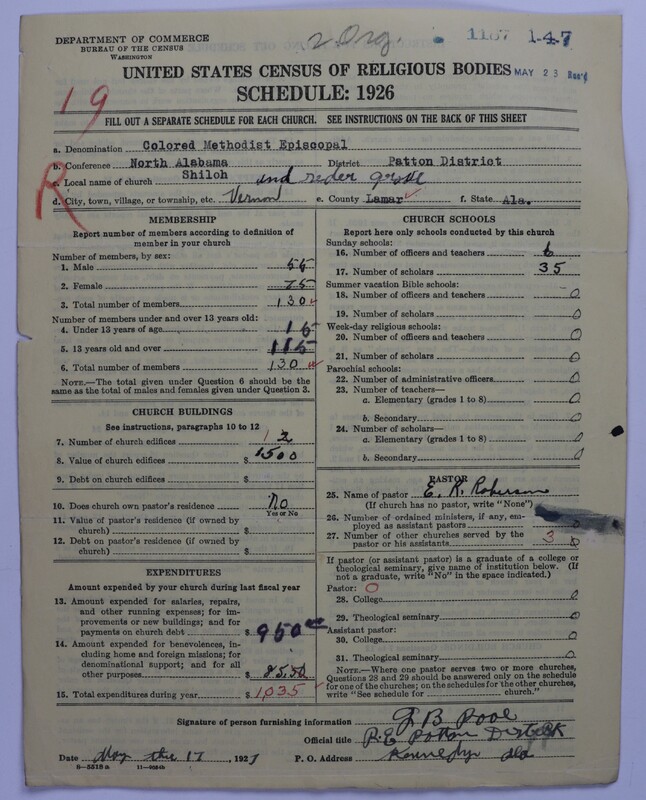 DEPARTMENT OF COMMERCE
BUREAU OF THE CENSUS
WASHINGTON
2 Org.
1187 1-4-7
UNITED STATES CENSUS OF RELIGIOUS BODIES MAY 23 Rec'd
SCHEDULE: 1926
19
FILL OUT A SEPARATE SCHEDULE FOR EACH CHURCH. SEE INSTRUCTIONS ON THE BACK OF THIS SHEET
R
a. Denomination Colored Methodist Episcopal
b. Conference North Alabama District Patton District
c. Local name of church Shiloh and seder grove
d. City, town, village, or township, etc. Vernon e. County Lamar f. State Ala.
MEMBERSHIP
Report number of members according to definition of
member in your church
Number of members, by sex:
1. Male 55
2. Female 75
3. Total number of members 130
Number of members under and over 13 years old:
4. Under 13 years of age 15
5. 13 years old and over 115
6. Total number of members 130
NOTE.—The total given under Question 6 should be the
same as the total of males and females given under Question 3.
CHURCH BUILDINGS
See instructions, paragraphs 10 to 12
7. Number of church edifices 2
8. Value of church edifices $ 1500
9. Debt on church edifices $
10. Does church own pastor's residence No
Yes or No
11. Value of pastor's residence (if owned by
church) $
12. Debt on pastor's residence (if owned by
church) $
EXPENDITURES
Amount expended by your church during last fiscal year
13. Amount expended for salaries, repairs,
and other running expenses; for im-
provements or new buildings; and for
payments on church debt $ 950
14. Amount expended for benevolences,
including home and foreign missions; for
denominational support; and for all
other purposes $ 85,50
15. Total expenditures during year $ 1,035
CHURCH SCHOOLS
Report here only schools conducted by this church
Sunday schools:
16. Number of officers and teachers 6
17. Number of scholars 35
Summer vacation Bible schools:
18. Number of officers and teachers 0
19. Number of scholars 0
Week-day religious schools:
20. Number of officers and teachers 0
21. Number of scholars 0
Parochial schools:
22. Number of administrative officers 0
23. Number of teachers—
a. Elementary (grades 1 to 8) 0
b. Secondary 0
24. Number of scholars—
a. Elementary (grades 1 to 8) 0
b. Secondary 0
PASTOR
25. Name of pastor E. R. Roberson
(If church has no pastor, write "None")
26. Number of ordained ministers, if any, em-
ployed as assistant pastors
27. Number of other churches served by the
pastor or his assistants 3
If pastor (or assistant pastor) is a graduate of a college or
theological seminary, give name of institution below. (If
not a graduate, write "No" in the space indicated.)
Pastor: 0
28. College 0
29. Theological seminary 0
Assistant pastor:
30. College 0
31. Theological seminary 0
NOTE.—Where one pastor serves two or more churches,
Questions 28 and 29 should be answered only on the schedule
for one of the churches; on the schedules for the other churches,
write "See schedule for church."
Signature of person furnishing information J B Pool
Official title P. E Patton District
Date May the 17, 1927 P. O. Address Ala
8—5518a